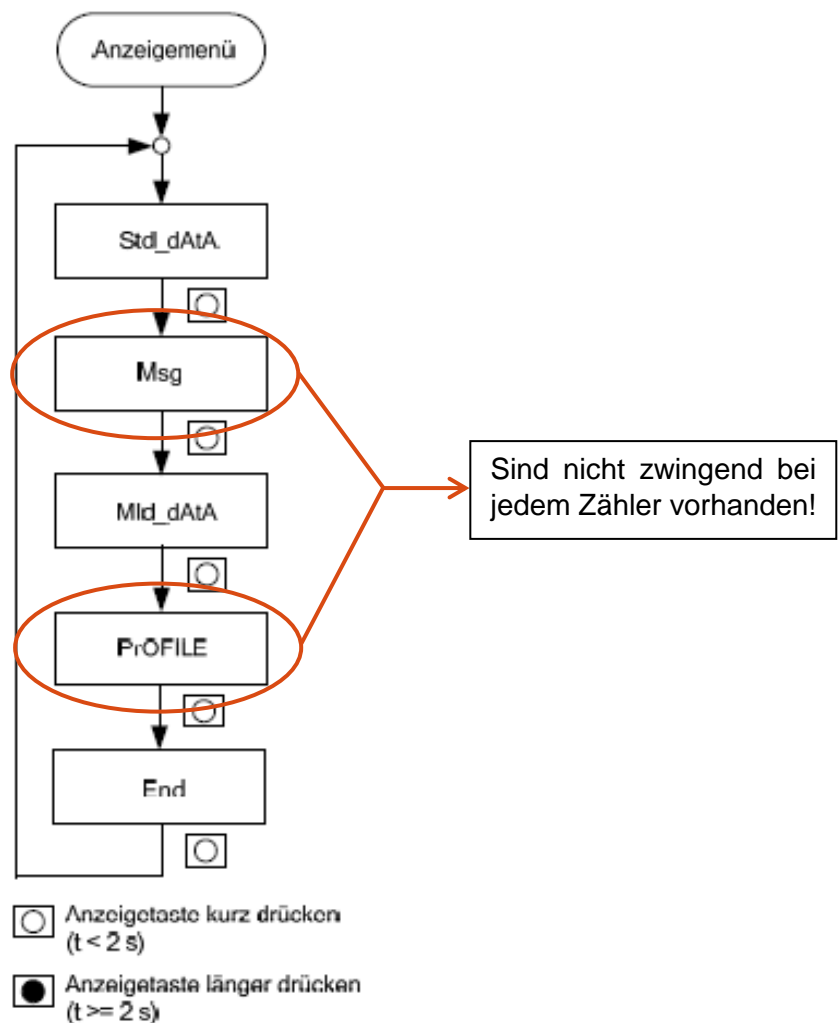 Anzeigemenü
Std_dAtA
Msg
Mld_dAtA
PrOFILE
End
Sind nicht zwingend bei
jedem Zähler vorhanden!
Anzeigetaste kurz drücken
(t < 2 s)
Anzeigetaste länger drücken
(t >= 2 s)